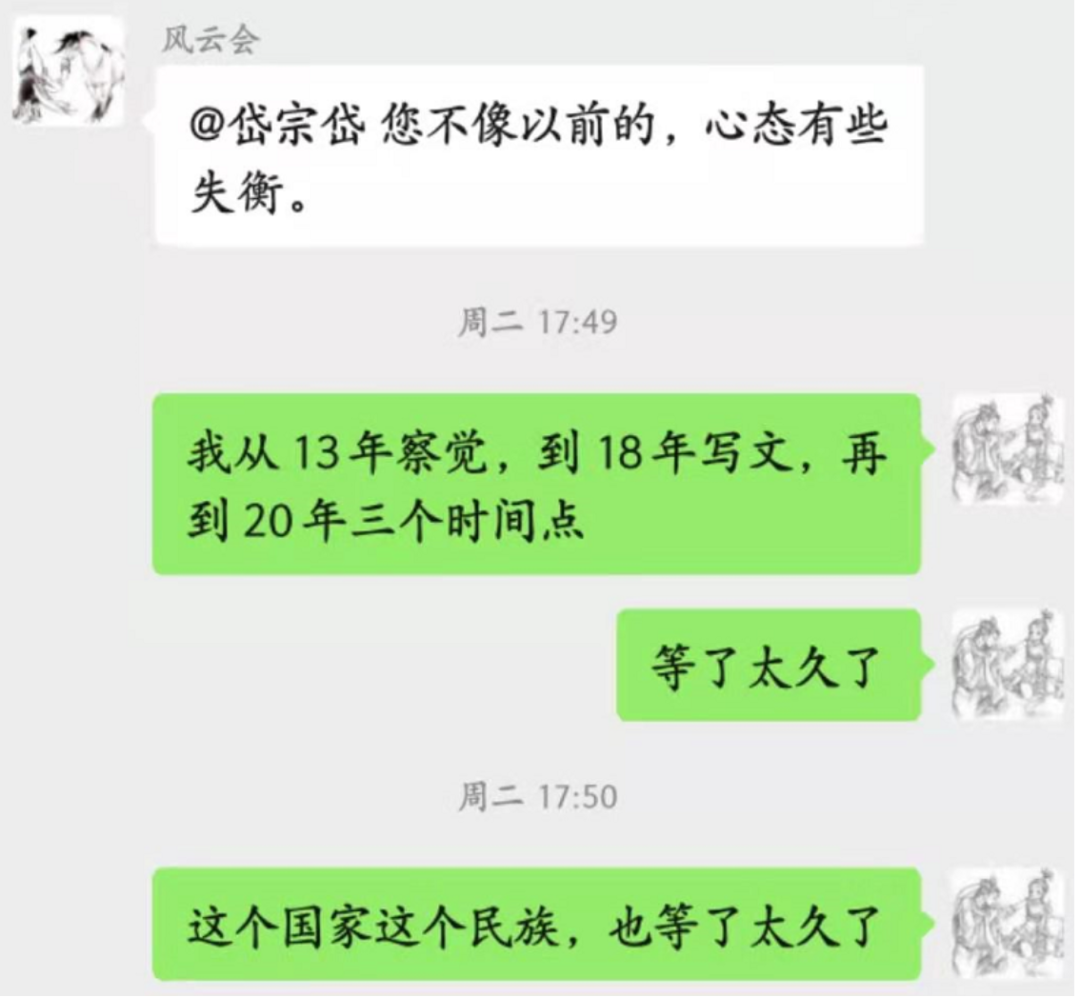 风云会
@岱宗岱 您不像以前的，心态有些
失衡。
周二 17:49
我从 13 年察觉，到 18 年写文，再
到 20 年三个时间点
等了太久了
周二 17:50
这个国家这个民族，也等了太久了